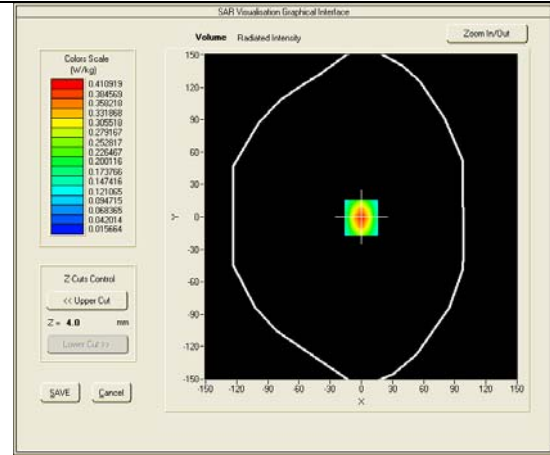 SAR Visualisation Graphical Interface
Volume Radiated Intensity
Zoom In/Out
Colors Scale
(W/kg)
0.410919
0.384569
0.358218
0.331868
0.305518
0.279167
0.252817
0.226467
0.200116
0.173766
0.147416
0.121065
0.094715
0.068365
0.042014
0.015664
Z-Cuts Control
<< Upper Cut
Z = 4.0 mm
Lower Cut >>
SAVE Cancel
150
120
90
60
30
0
-30
-60
-90
-120
-150
Y
-150 -120 -90 -60 -30 0 30 60 90 120 150
X